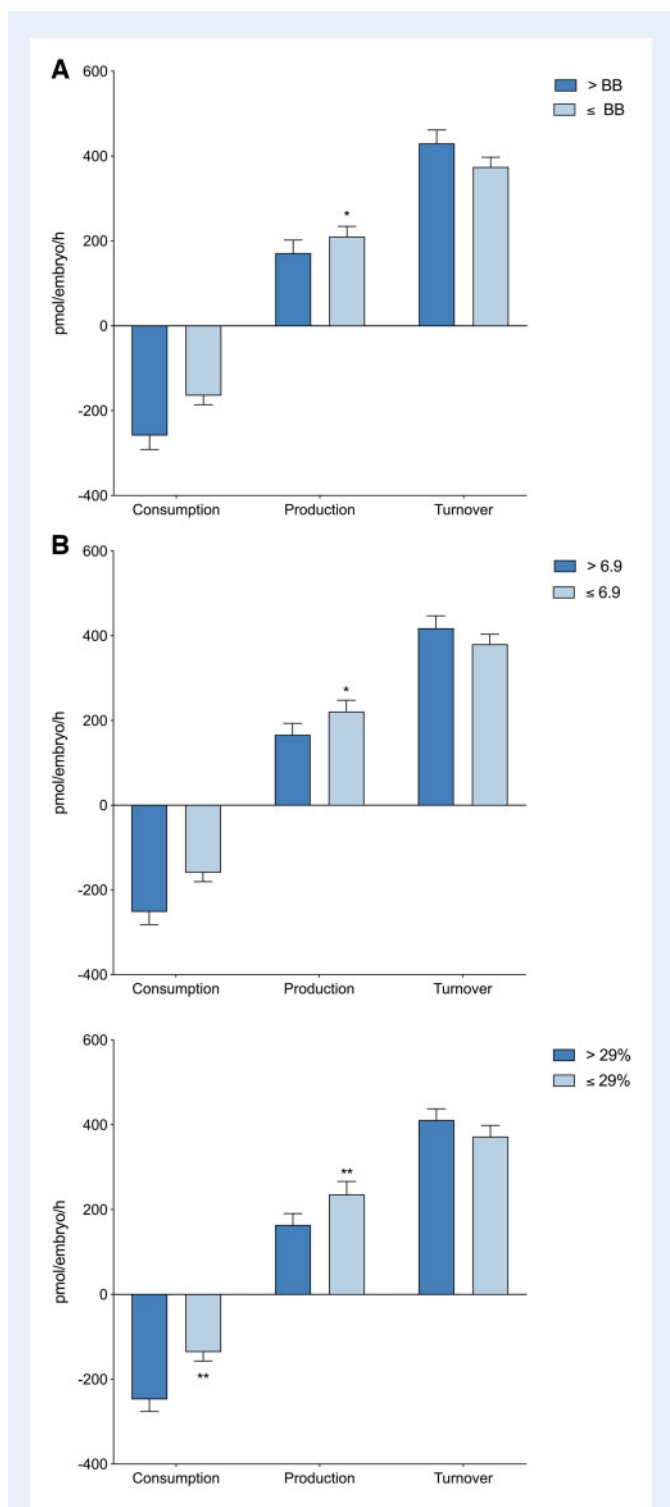 A
600
400
200
0
-200
-400
pmol/embryo/h
> BB
≤ BB
*
Consumption Production Turnover
B
600
400
200
0
-200
-400
pmol/embryo/h
> 6.9
≤ 6.9
*
Consumption Production Turnover
600
400
200
0
-200
-400
pmol/embryo/h
> 29%
≤ 29%
**
**
Consumption Production Turnover